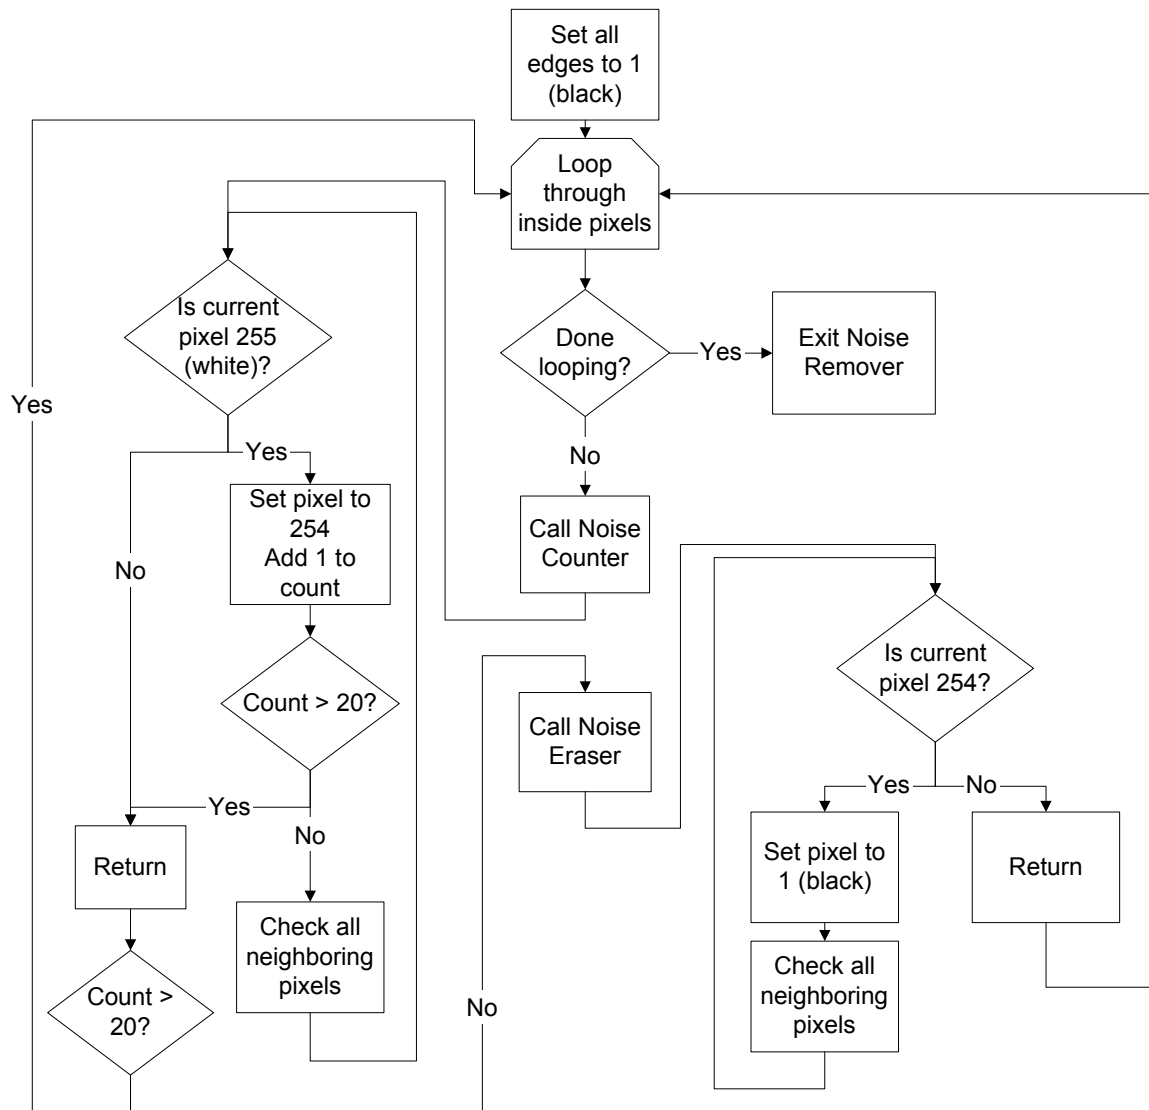 Set all
edges to 1
(black)
Loop
through
inside pixels
Is current
pixel 255
(white)?
Done
looping?
Yes
Exit Noise
Remover
Yes
No
Yes
Set pixel to
254
Add 1 to
count
Call Noise
Counter
No
Is current
pixel 254?
Count > 20?
Call Noise
Eraser
Yes
No
Yes
No
Return
Set pixel to
1 (black)
Return
Check all
neighboring
pixels
Check all
neighboring
pixels
Count >
20?
No